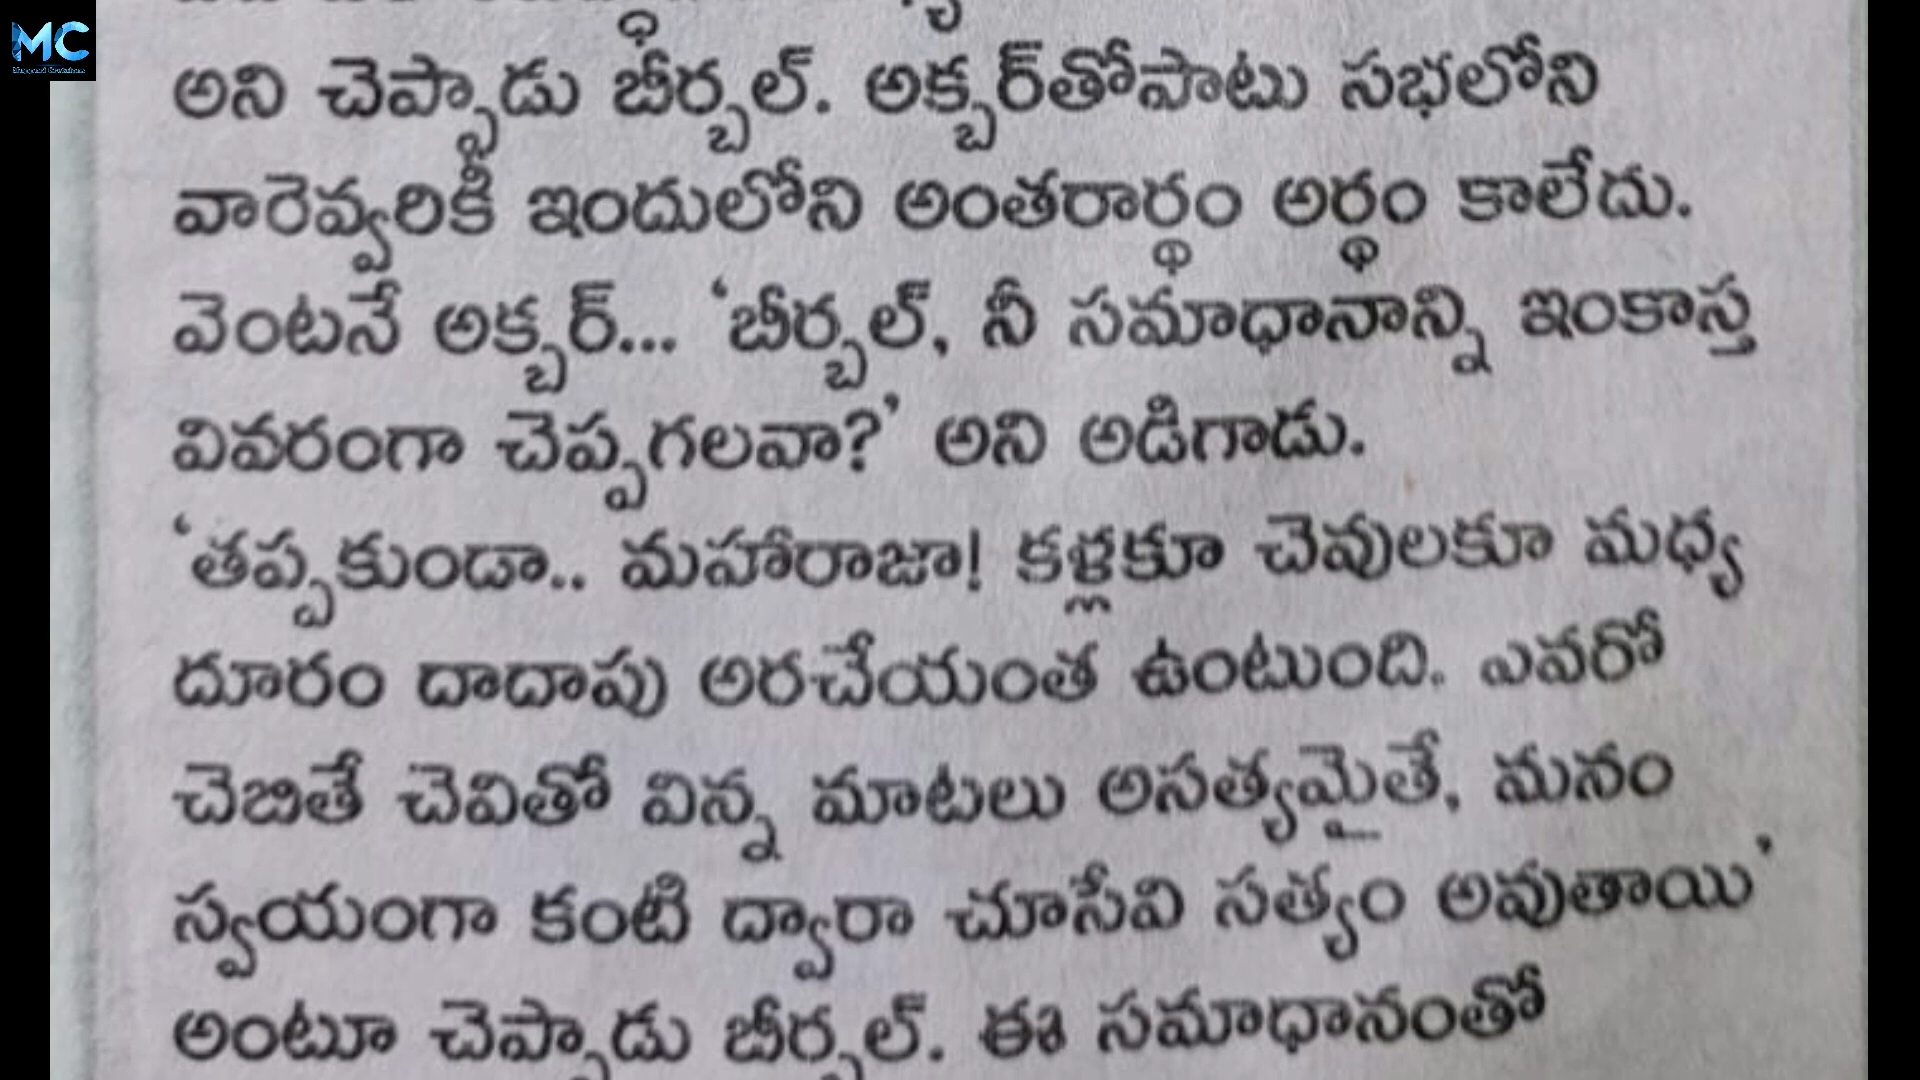 MC
అని చెప్పాడు బీర్బల్. అక్బర్‌తోపాటు సభలోని
వారెవ్వరికీ ఇందులోని అంతరార్థం అర్థం కాలేదు.
వెంటనే అక్బర్... ‘బీర్బల్, నీ సమాధానాన్ని ఇంకాస్త
వివరంగా చెప్పగలవా?’ అని అడిగాడు.
‘తప్పకుండా.. మహారాజా! కళ్లకూ చెవులకూ మధ్య
దూరం దాదాపు అరచేయంత ఉంటుంది. ఎవరో
చెబితే చెవితో విన్న మాటలు అసత్యమైతే, మనం
స్వయంగా కంటి ద్వారా చూసేవి సత్యం అవుతాయి’
అంటూ చెప్పాడు బీర్బల్. ఈ సమాధానంతో